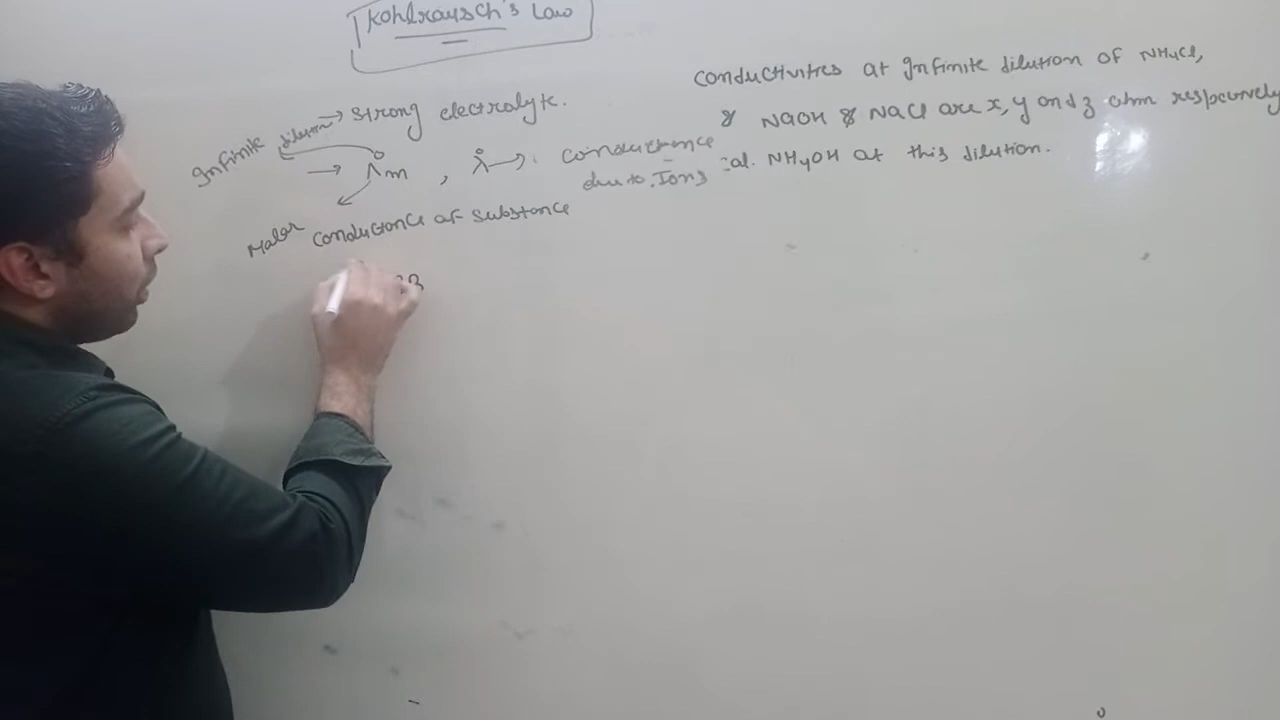 Kohlrausch's Law
Infinite dilution → strong electrolyte.
→ Λ°m , λ° → conductance
due to Ions
Molar conductance of substance
B
conductivities at Infinite dilution of NH4Cl,
& NaOH & NaCl are x, y and z ohm respectively
cal. NH4OH at this dilution.